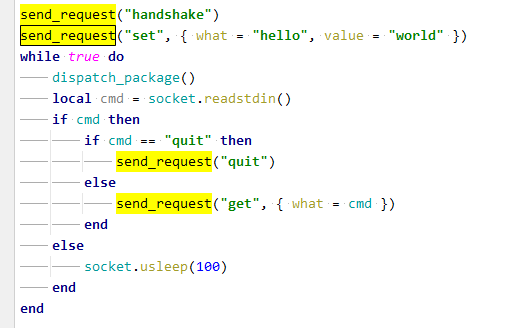 send_request("handshake")
send_request("set", { what = "hello", value = "world" })
while true do
    dispatch_package()
    local cmd = socket.readstdin()
    if cmd then
        if cmd == "quit" then
            send_request("quit")
        else
            send_request("get", { what = cmd })
        end
    else
        socket.usleep(100)
    end
end